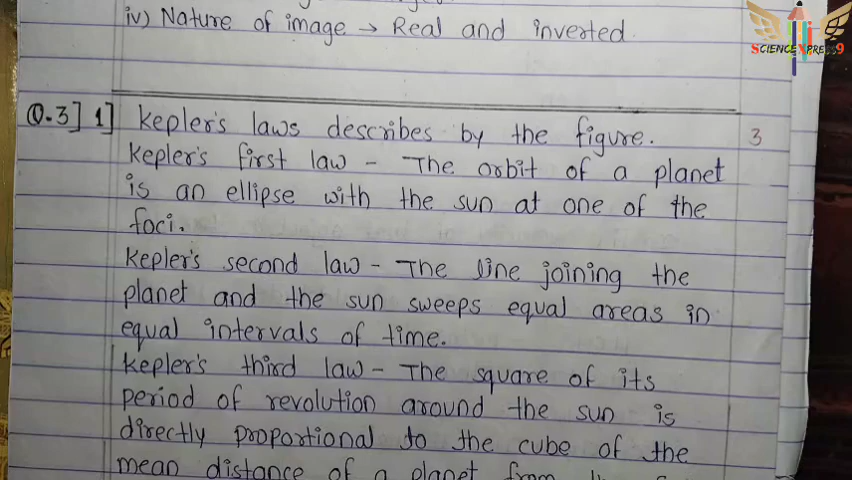 iv) Nature of image → Real and inverted.
SCIENCEXPRESS9
Q.3] 1] Kepler's laws describes by the figure. 3
Kepler's first law - The orbit of a planet
is an ellipse with the sun at one of the
foci.
Kepler's second law - The line joining the
planet and the sun sweeps equal areas in
equal intervals of time.
Kepler's third law - The square of its
period of revolution around the sun is
directly proportional to the cube of the
mean distance of a planet from